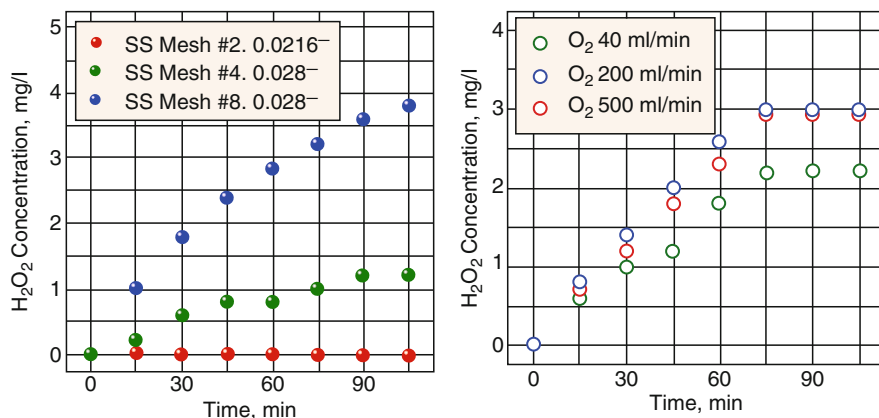 H₂O₂ Concentration, mg/l
5
4
3
2
1
0
SS Mesh #2. 0.0216⁻
SS Mesh #4. 0.028⁻
SS Mesh #8. 0.028⁻
0 30 60 90
Time, min
H₂O₂ Concentration, mg/l
4
3
2
1
0
O₂ 40 ml/min
O₂ 200 ml/min
O₂ 500 ml/min
0 30 60 90
Time, min